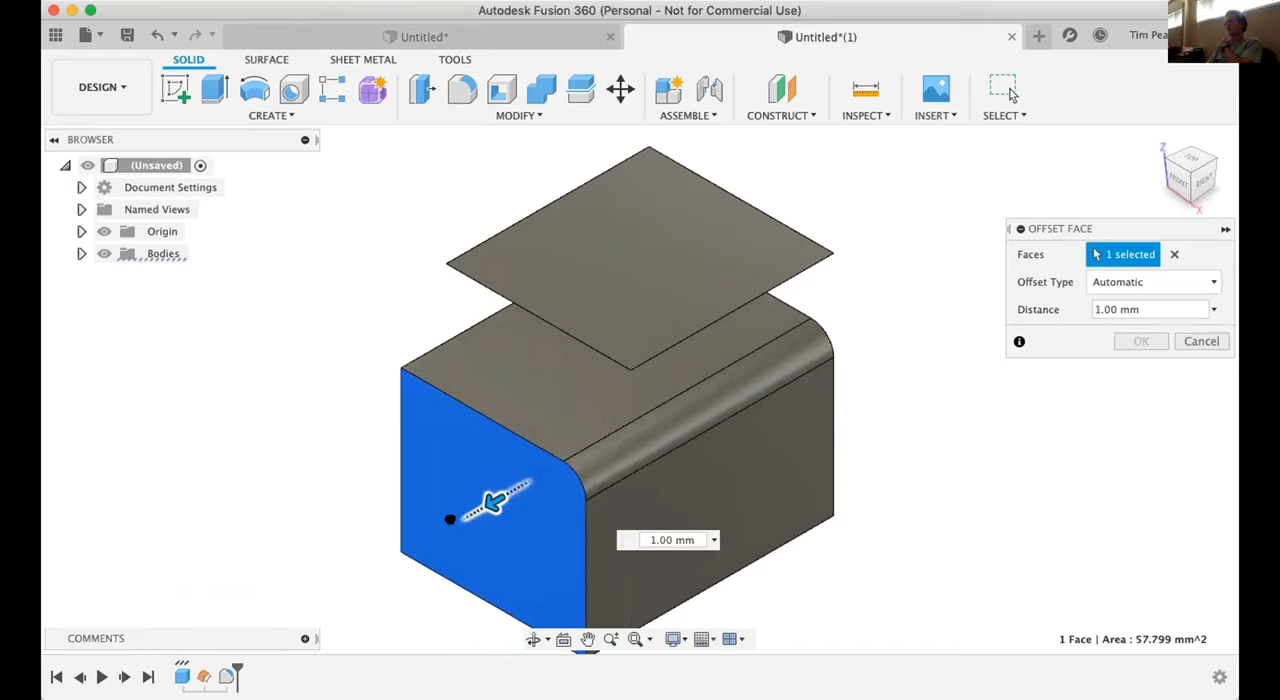 Autodesk Fusion 360 (Personal - Not for Commercial Use)
Untitled*
Untitled*(1)
Tim Pea
SOLID
SURFACE
SHEET METAL
TOOLS
DESIGN
CREATE
MODIFY
ASSEMBLE
CONSTRUCT
INSPECT
INSERT
SELECT
BROWSER
(Unsaved)
Document Settings
Named Views
Origin
Bodies
Z
TOP
FRONT
RIGHT
X
OFFSET FACE
Faces
1 selected
Offset Type
Automatic
Distance
1.00 mm
OK
Cancel
1.00 mm
COMMENTS
1 Face | Area : 57.799 mm^2